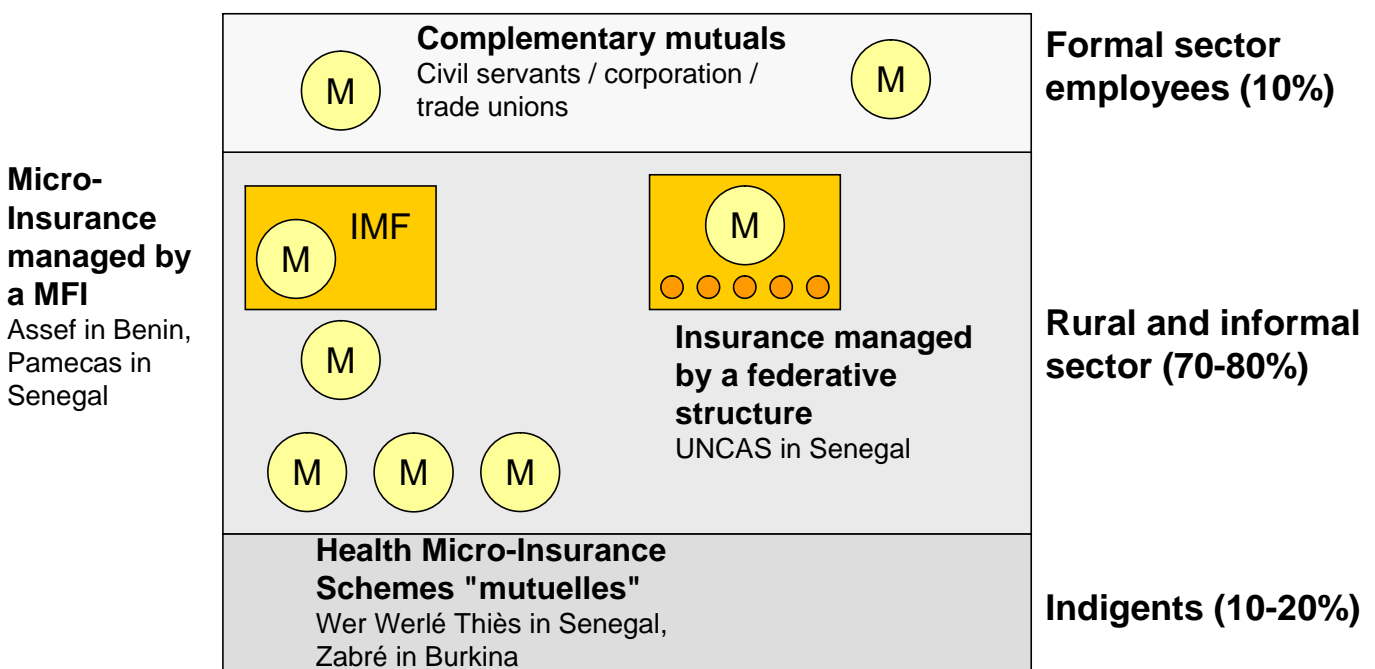 Complementary mutuals
Civil servants / corporation /
trade unions
M
M
Formal sector
employees (10%)
Micro-
Insurance
managed by
a MFI
Assef in Benin,
Pamecas in
Senegal
IMF
M
M
M
M
M
M
Insurance managed
by a federative
structure
UNCAS in Senegal
Rural and informal
sector (70-80%)
Health Micro-Insurance
Schemes "mutuelles"
Wer Werlé Thiès in Senegal,
Zabré in Burkina
Indigents (10-20%)